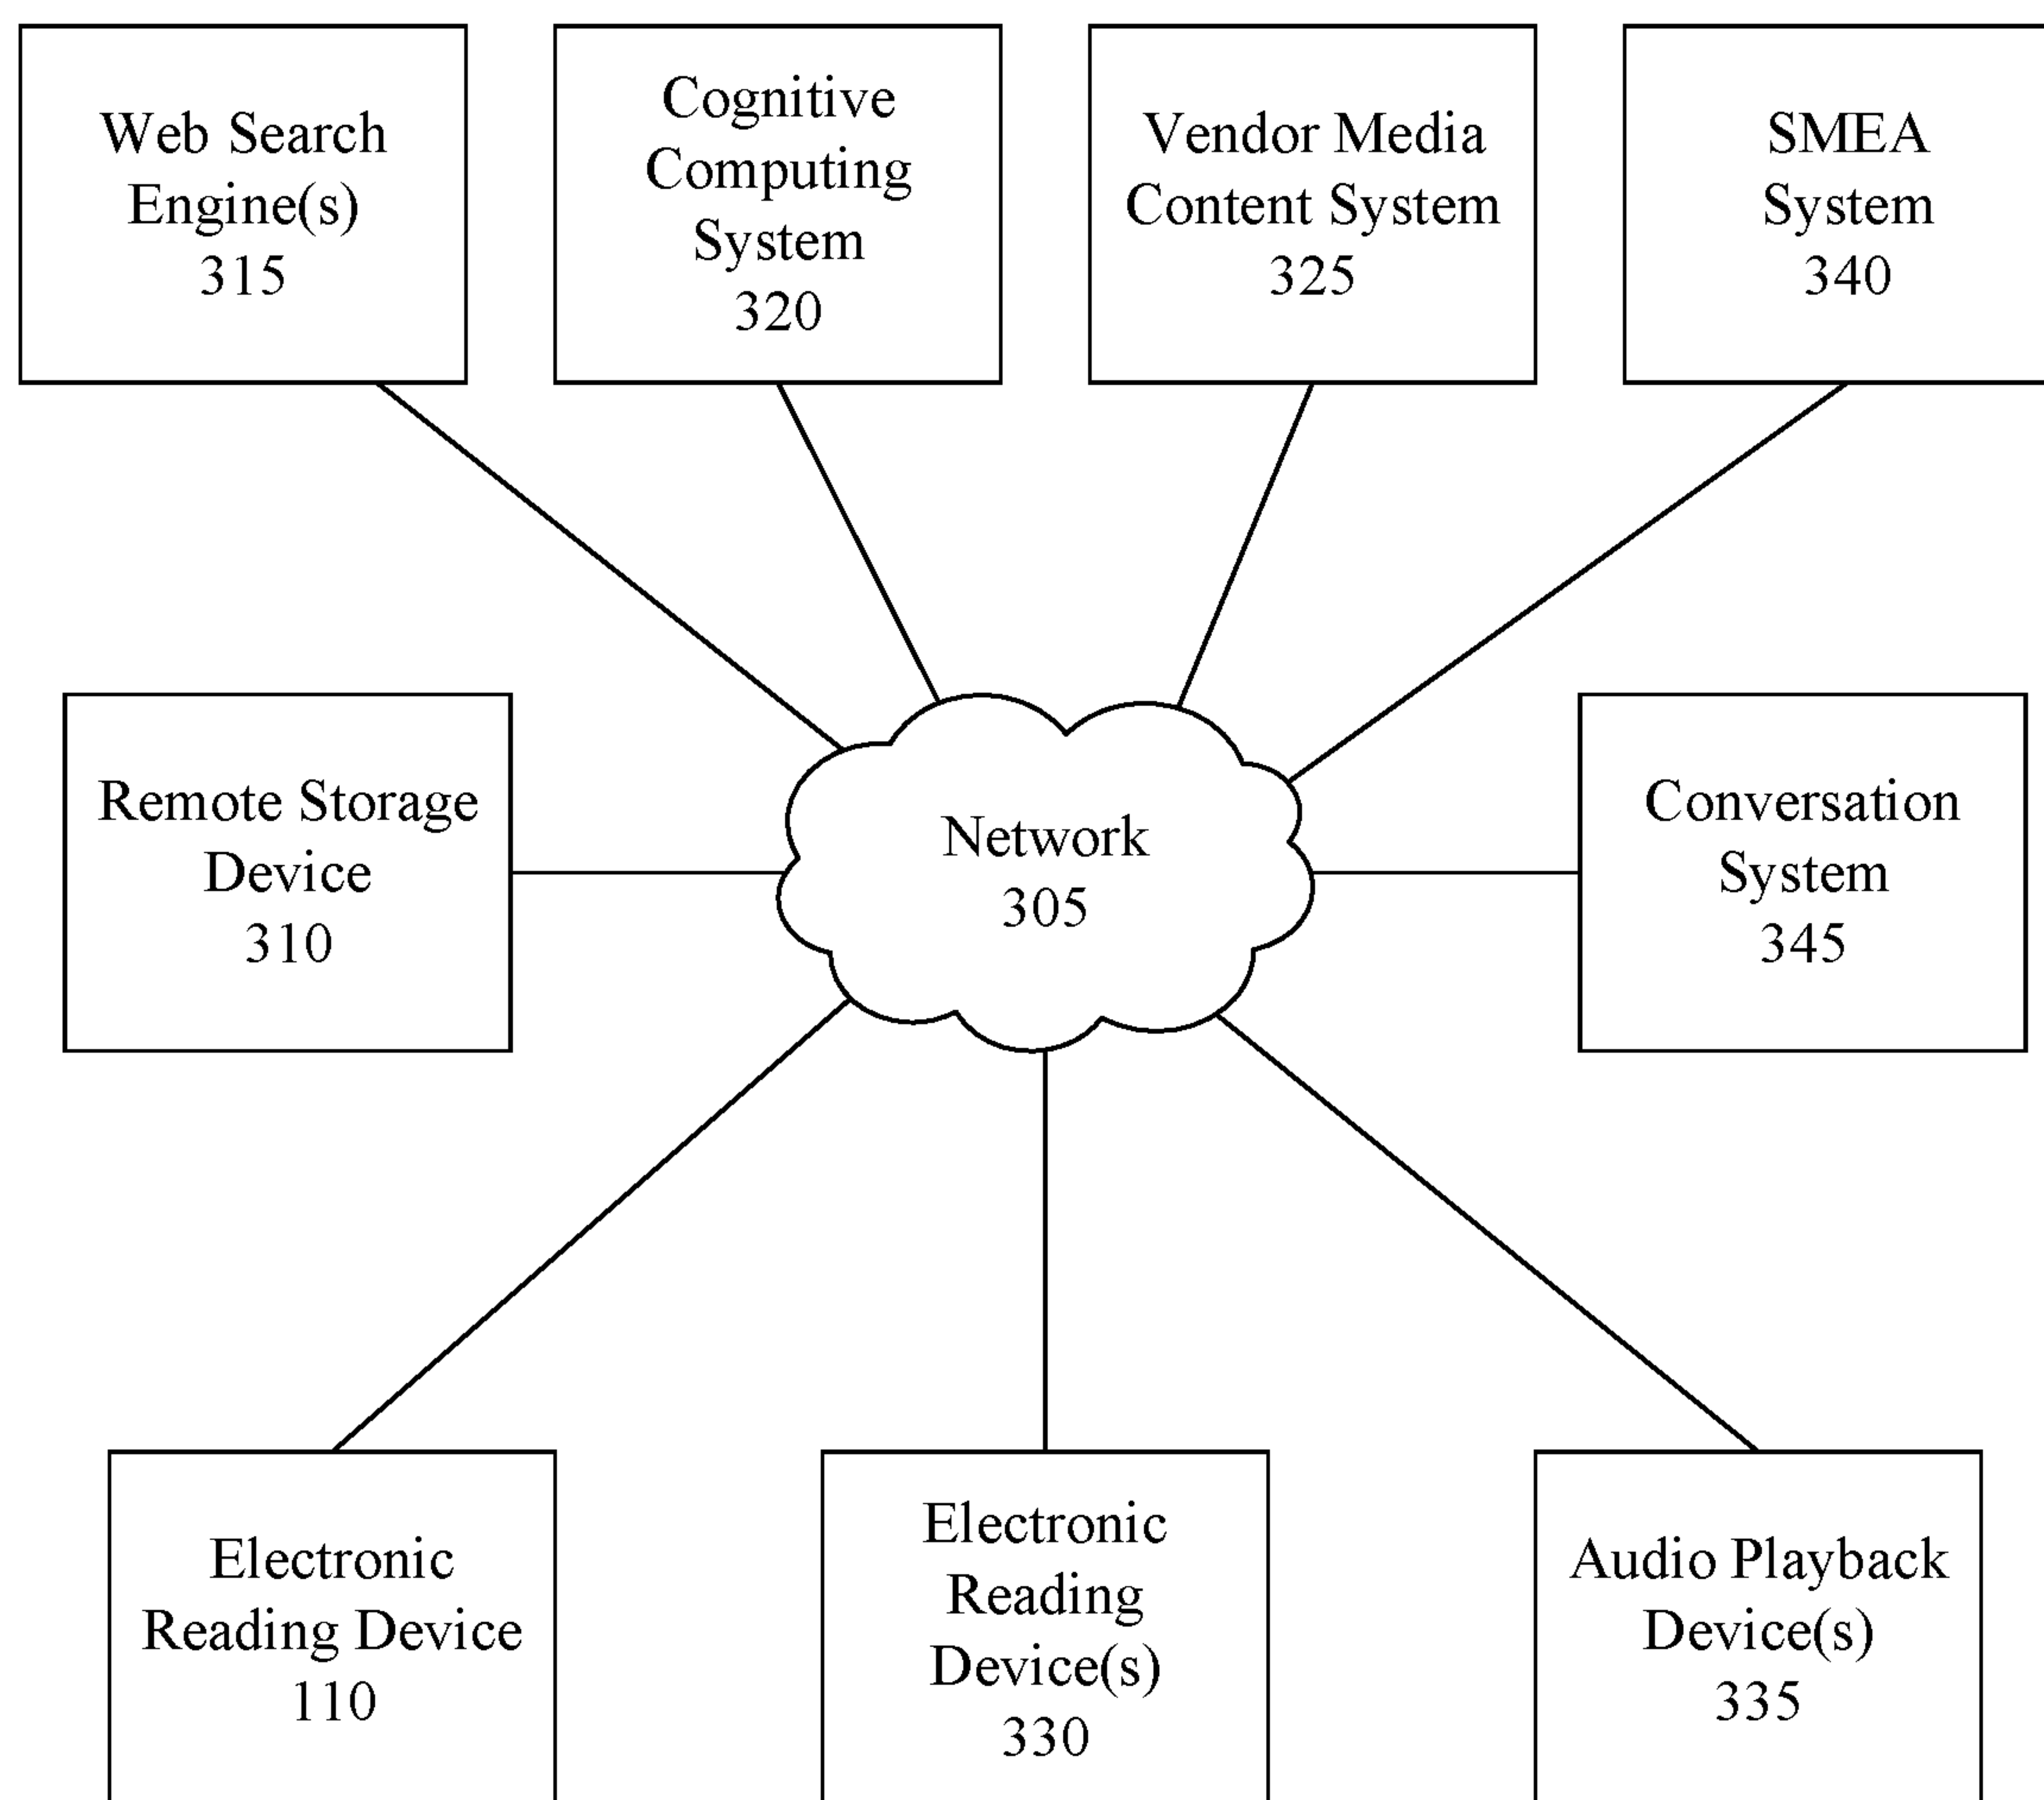 Web Search
Engine(s)
315
Cognitive
Computing
System
320
Vendor Media
Content System
325
SMEA
System
340
Remote Storage
Device
310
Network
305
Conversation
System
345
Electronic
Reading Device
110
Electronic
Reading
Device(s)
330
Audio Playback
Device(s)
335